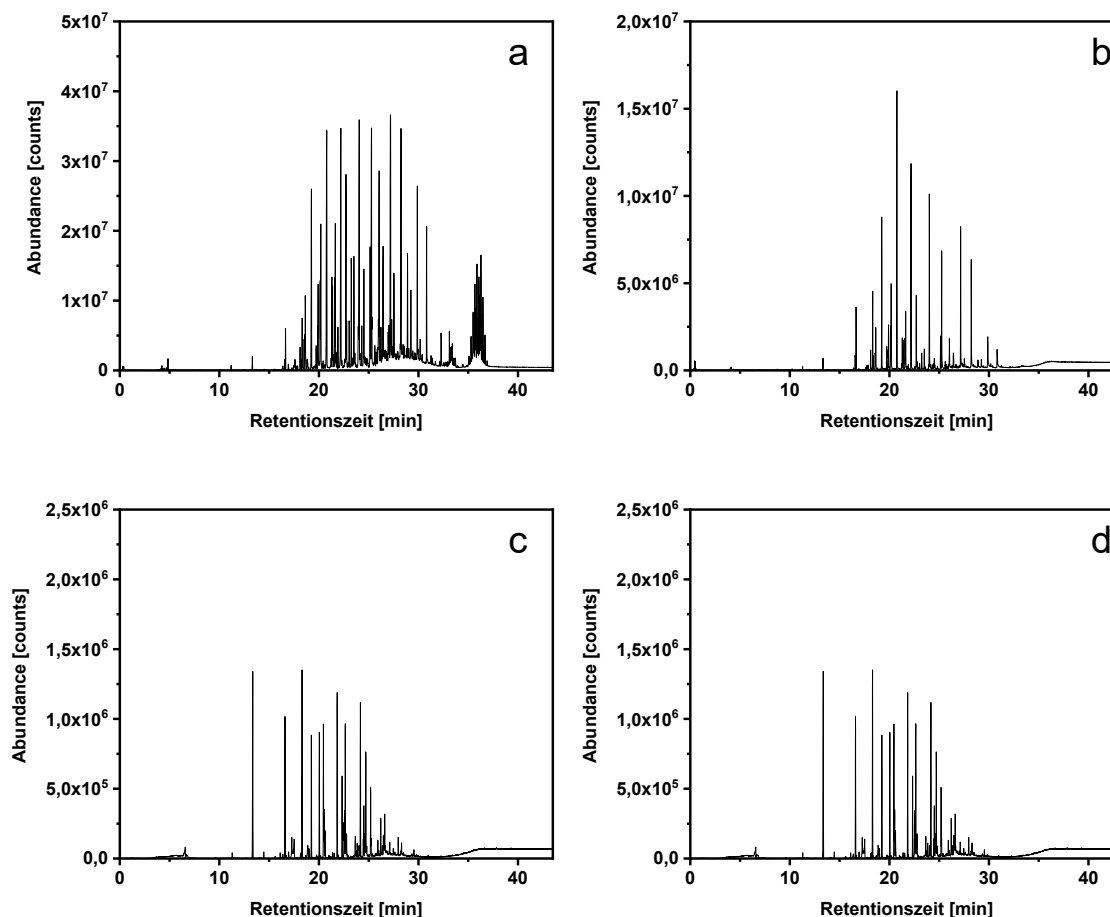 a
5x10⁷
4x10⁷
3x10⁷
2x10⁷
1x10⁷
0
Abundance [counts]
0 10 20 30 40
Retentionszeit [min]
b
2,0x10⁷
1,5x10⁷
1,0x10⁷
5,0x10⁶
0,0
Abundance [counts]
0 10 20 30 40
Retentionszeit [min]
c
2,5x10⁶
2,0x10⁶
1,5x10⁶
1,0x10⁶
5,0x10⁵
0,0
Abundance [counts]
0 10 20 30 40
Retentionszeit [min]
d
2,5x10⁶
2,0x10⁶
1,5x10⁶
1,0x10⁶
5,0x10⁵
0,0
Abundance [counts]
0 10 20 30 40
Retentionszeit [min]